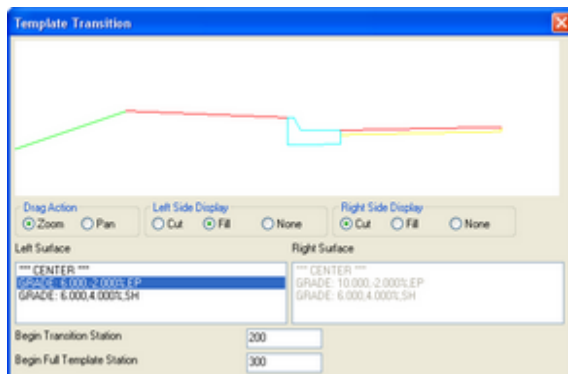 Template Transition
Drag Action
Zoom Pan
Left Side Display
Cut Fill None
Right Side Display
Cut Fill None
Left Surface
*** CENTER ***
GRADE: 6.000,-2.000%,EP
GRADE: 6.000,4.000%,SH
Right Surface
*** CENTER ***
GRADE: 10.000,-2.000%,EP
GRADE: 6.000,4.000%,SH
Begin Transition Station 200
Begin Full Template Station 300